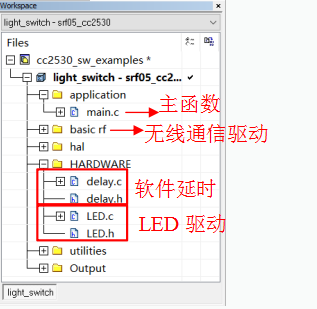 Workspace
light_switch - srf05_cc2530
Files
cc2530_sw_examples *
light_switch - srf05_cc2...
application
main.c
主函数
basic rf
无线通信驱动
hal
HARDWARE
delay.c
软件延时
delay.h
LED.c
LED 驱动
LED.h
utilities
Output
light_switch